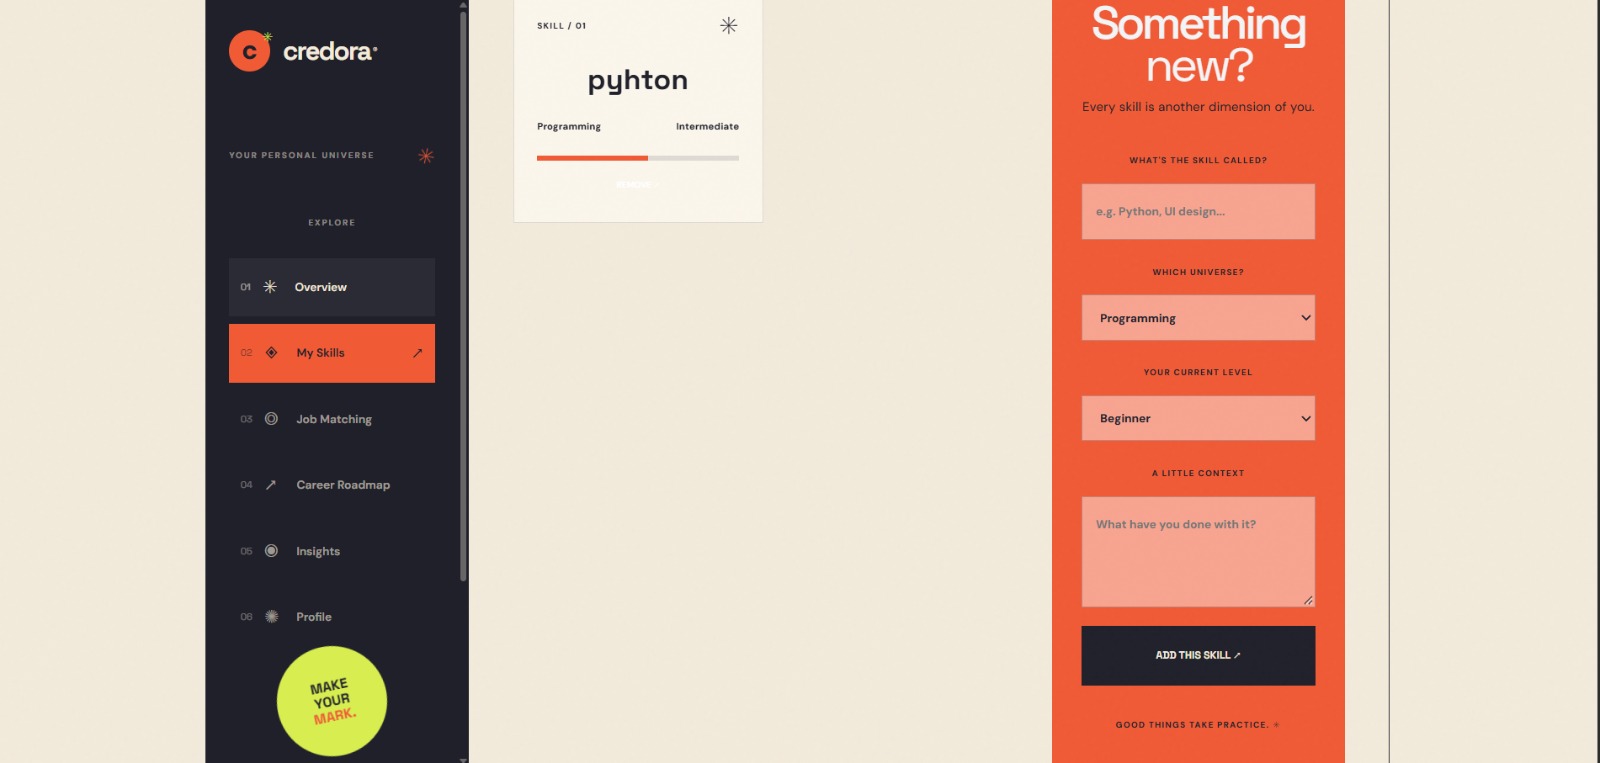 c
credora
YOUR PERSONAL UNIVERSE
EXPLORE
01 Overview
02 My Skills
03 Job Matching
04 Career Roadmap
05 Insights
06 Profile
MAKE
YOUR
MARK.
SKILL / 01
pyhton
Programming Intermediate
Something
new?
Every skill is another dimension of you.
WHAT'S THE SKILL CALLED?
e.g. Python, UI design...
WHICH UNIVERSE?
Programming
YOUR CURRENT LEVEL
Beginner
A LITTLE CONTEXT
What have you done with it?
ADD THIS SKILL ↗
GOOD THINGS TAKE PRACTICE.